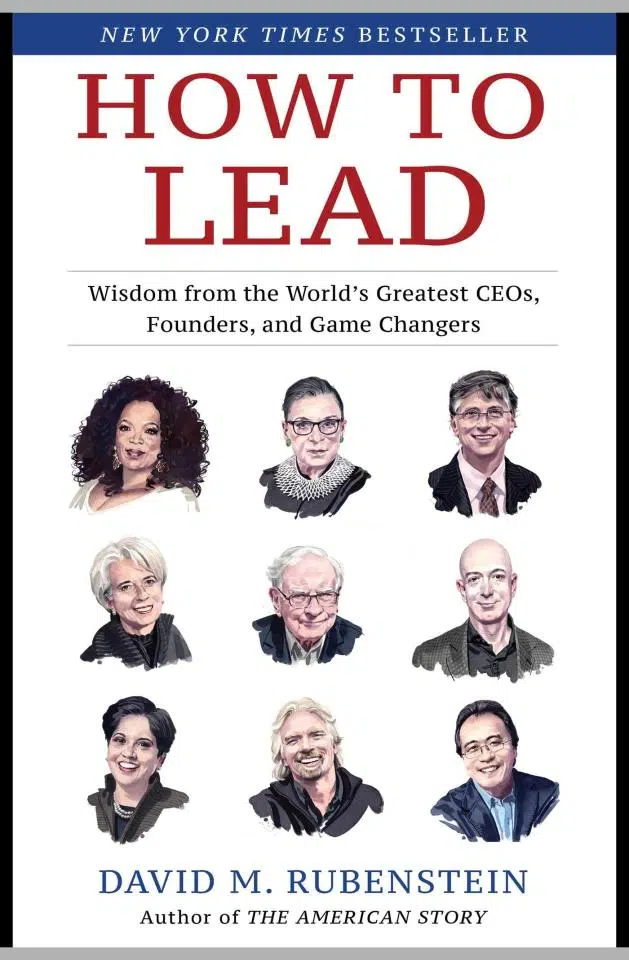 NEW YORK TIMES BESTSELLER
HOW TO
LEAD
Wisdom from the World’s Greatest CEOs,
Founders, and Game Changers
DAVID M. RUBENSTEIN
Author of THE AMERICAN STORY